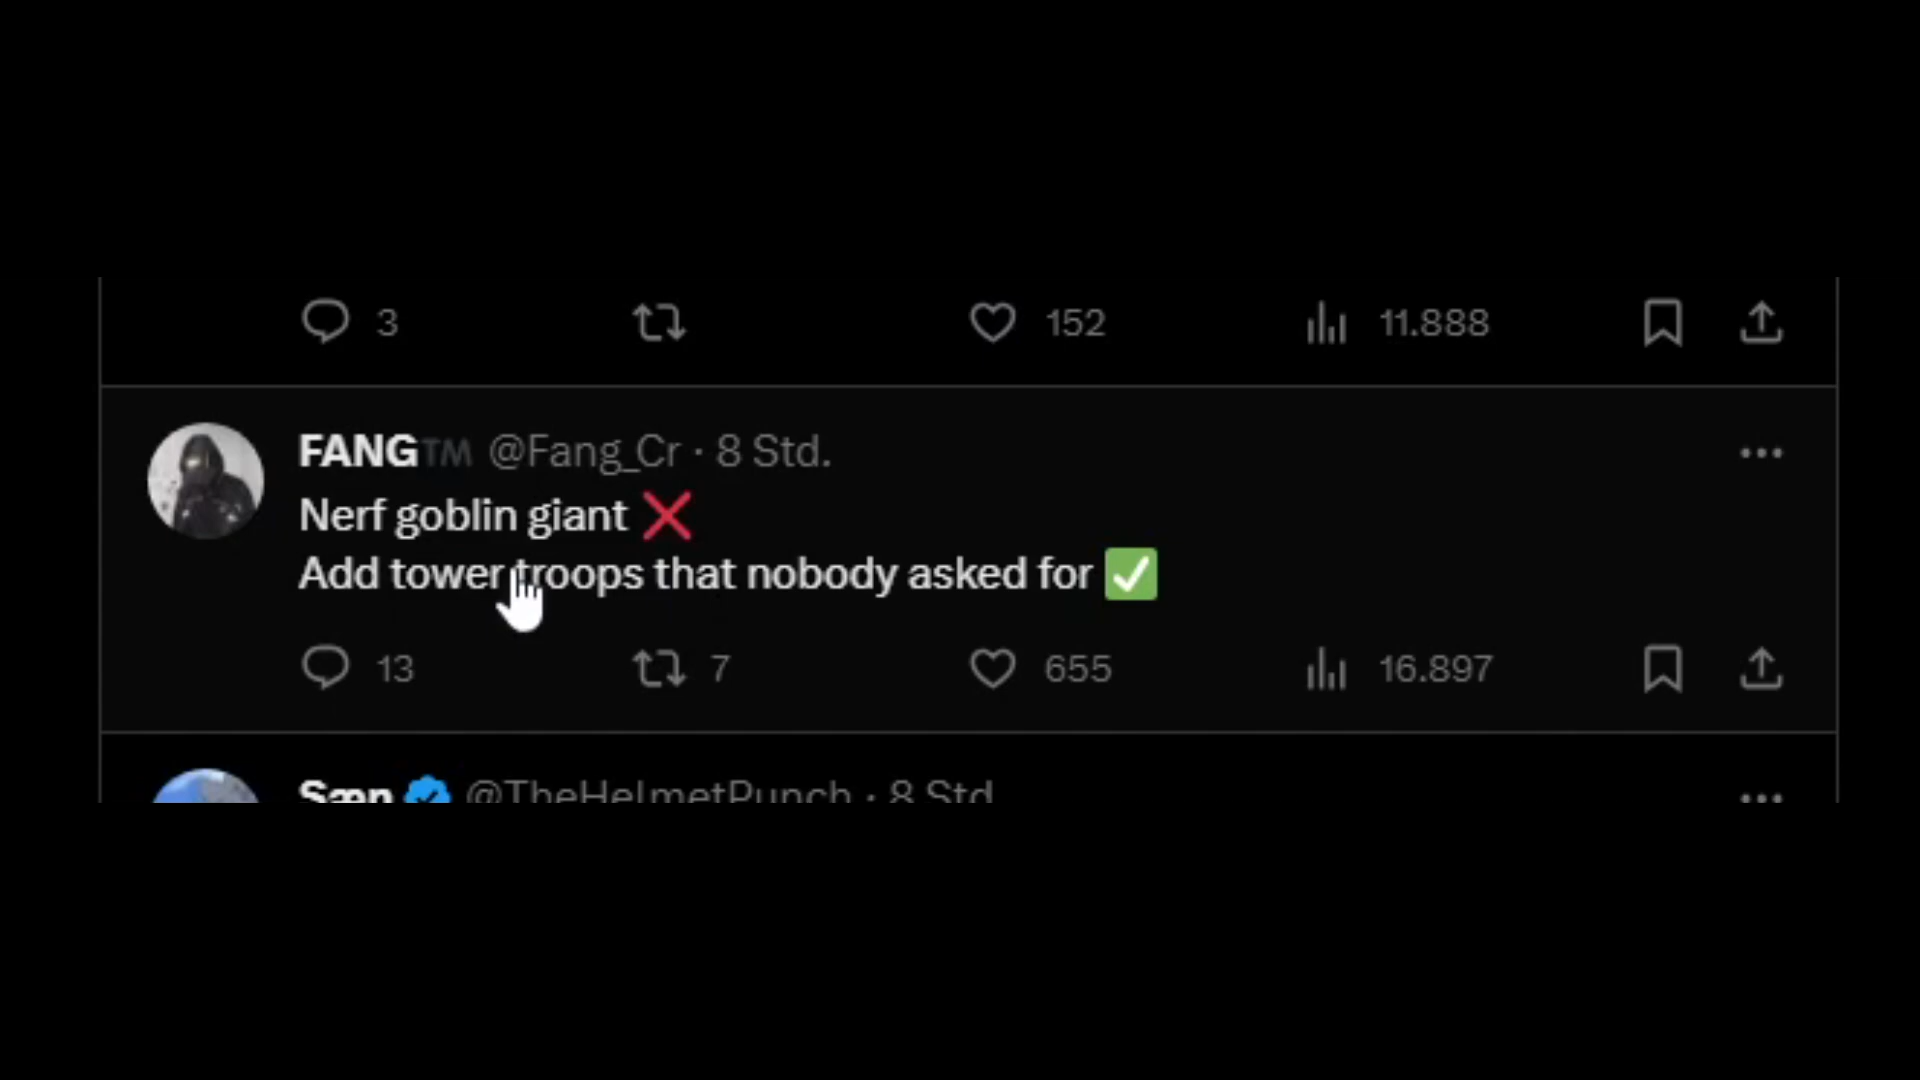 3 152 11.888
FANG™ @Fang_Cr · 8 Std.
Nerf goblin giant ❌
Add tower troops that nobody asked for ✅
13 7 655 16.897
Sæn @TheHelmetPunch · 8 Std.